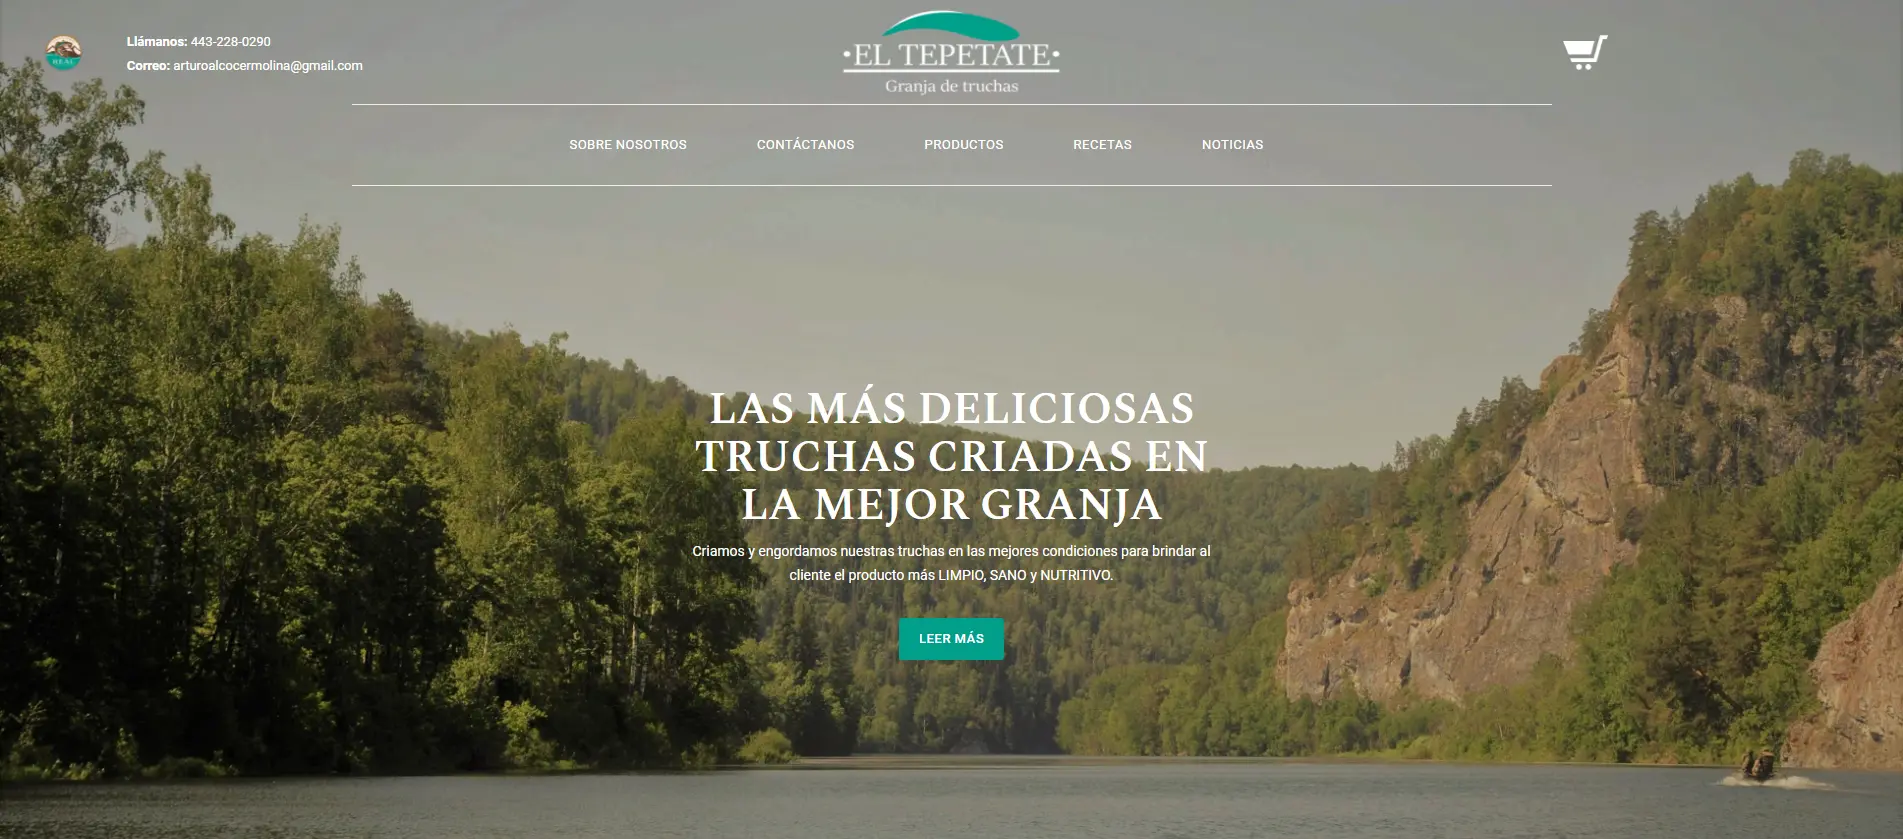 REAL
Llámanos: 443-228-0290
Correo: arturoalcocermolina@gmail.com
•EL TEPETATE•
Granja de truchas
SOBRE NOSOTROS
CONTÁCTANOS
PRODUCTOS
RECETAS
NOTICIAS
LAS MÁS DELICIOSAS
TRUCHAS CRIADAS EN
LA MEJOR GRANJA
Criamos y engordamos nuestras truchas en las mejores condiciones para brindar al
cliente el producto más LIMPIO, SANO y NUTRITIVO.
LEER MÁS